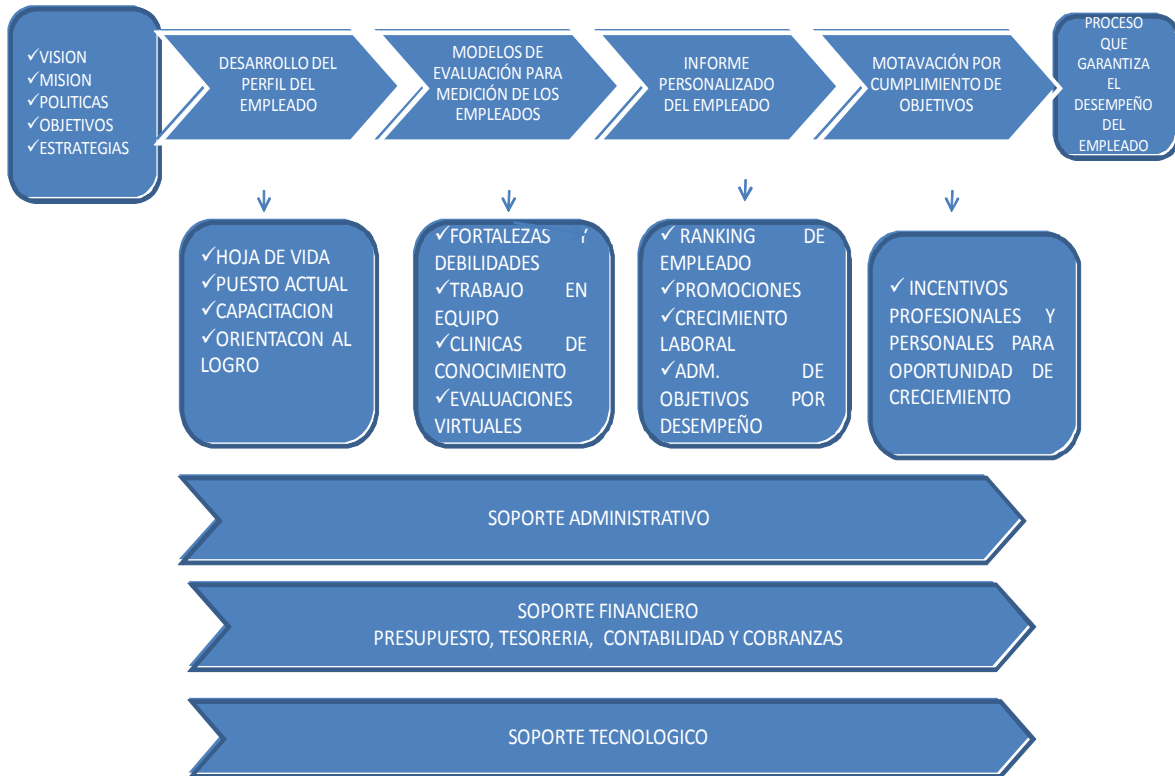 ✓VISION
✓MISION
✓POLITICAS
✓OBJETIVOS
✓ESTRATEGIAS
DESARROLLO DEL
PERFIL DEL
EMPLEADO
MODELOS DE
EVALUACIÓN PARA
MEDICIÓN DE LOS
EMPLEADOS
INFORME
PERSONALIZADO
DEL EMPLEADO
MOTAVACIÓN POR
CUMPLIMIENTO DE
OBJETIVOS
PROCESO
QUE
GARANTIZA
EL
DESEMPEÑO
DEL
EMPLEADO
✓HOJA DE VIDA
✓PUESTO ACTUAL
✓CAPACITACION
✓ORIENTACON AL
LOGRO
✓FORTALEZAS Y
DEBILIDADES
✓TRABAJO EN
EQUIPO
✓CLINICAS DE
CONOCIMIENTO
✓EVALUACIONES
VIRTUALES
✓RANKING DE
EMPLEADO
✓PROMOCIONES
✓CRECIMIENTO
LABORAL
✓ADM. DE
OBJETIVOS POR
DESEMPEÑO
✓ INCENTIVOS
PROFESIONALES Y
PERSONALES PARA
OPORTUNIDAD DE
CRECIEMIENTO
SOPORTE ADMINISTRATIVO
SOPORTE FINANCIERO
PRESUPUESTO, TESORERIA, CONTABILIDAD Y COBRANZAS
SOPORTE TECNOLOGICO